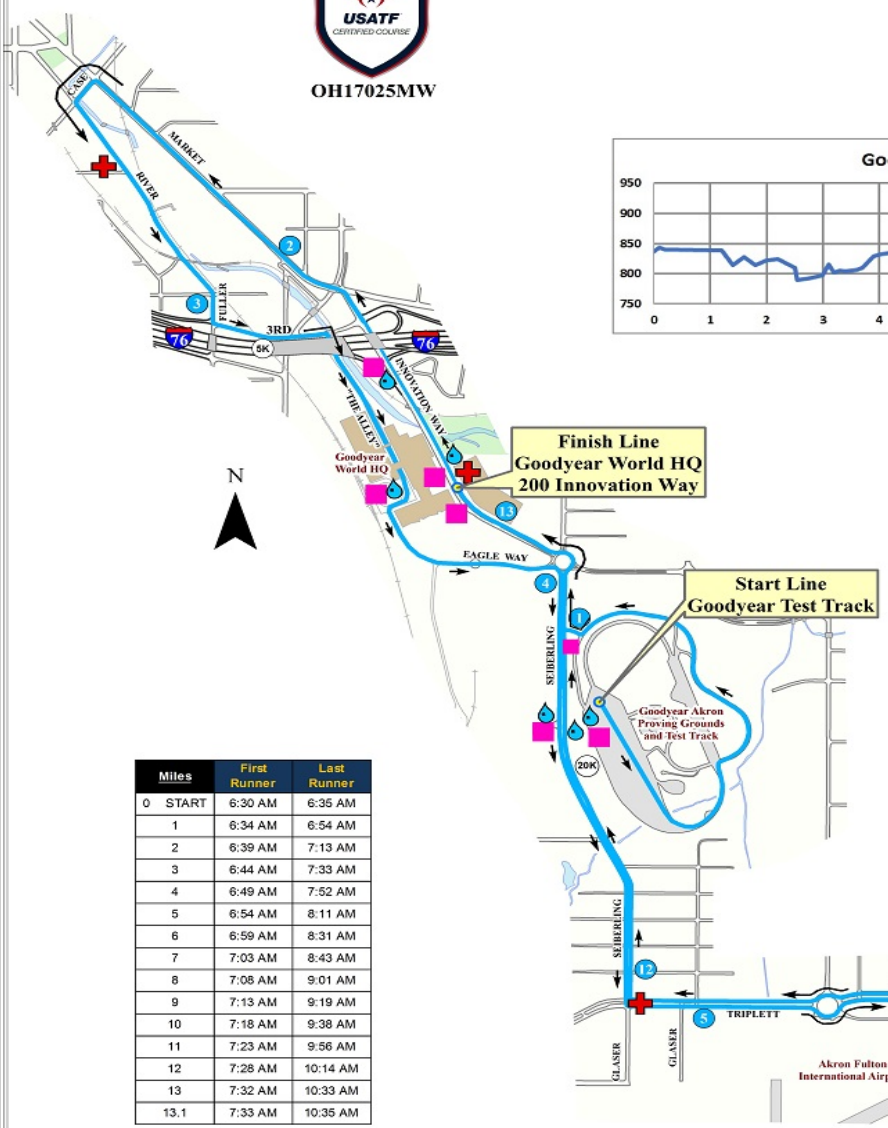 USATF
CERTIFIED COURSE
OH17025MW
CASE
MARKET
RIVER
2
Goo
950
900
850
800
750
0
1
2
3
4
3
FULLER
3RD
5K
76
76
INNOVATION WAY
"THE ALLEY"
Goodyear
World HQ
Finish Line
Goodyear World HQ
200 Innovation Way
N
13
EAGLE WAY
4
Start Line
Goodyear Test Track
1
SEIBERLING
Goodyear Akron
Proving Grounds
and Test Track
20K
Miles First Runner Last Runner
0 START 6:30 AM 6:35 AM
1 6:34 AM 6:54 AM
2 6:39 AM 7:13 AM
3 6:44 AM 7:33 AM
4 6:49 AM 7:52 AM
5 6:54 AM 8:11 AM
6 6:59 AM 8:31 AM
7 7:03 AM 8:43 AM
8 7:08 AM 9:01 AM
9 7:13 AM 9:19 AM
10 7:18 AM 9:38 AM
11 7:23 AM 9:56 AM
12 7:28 AM 10:14 AM
13 7:32 AM 10:33 AM
13.1 7:33 AM 10:35 AM
SEIBERLING
12
5
TRIPLETT
GLASER
GLASER
Akron Fulton
International Airp